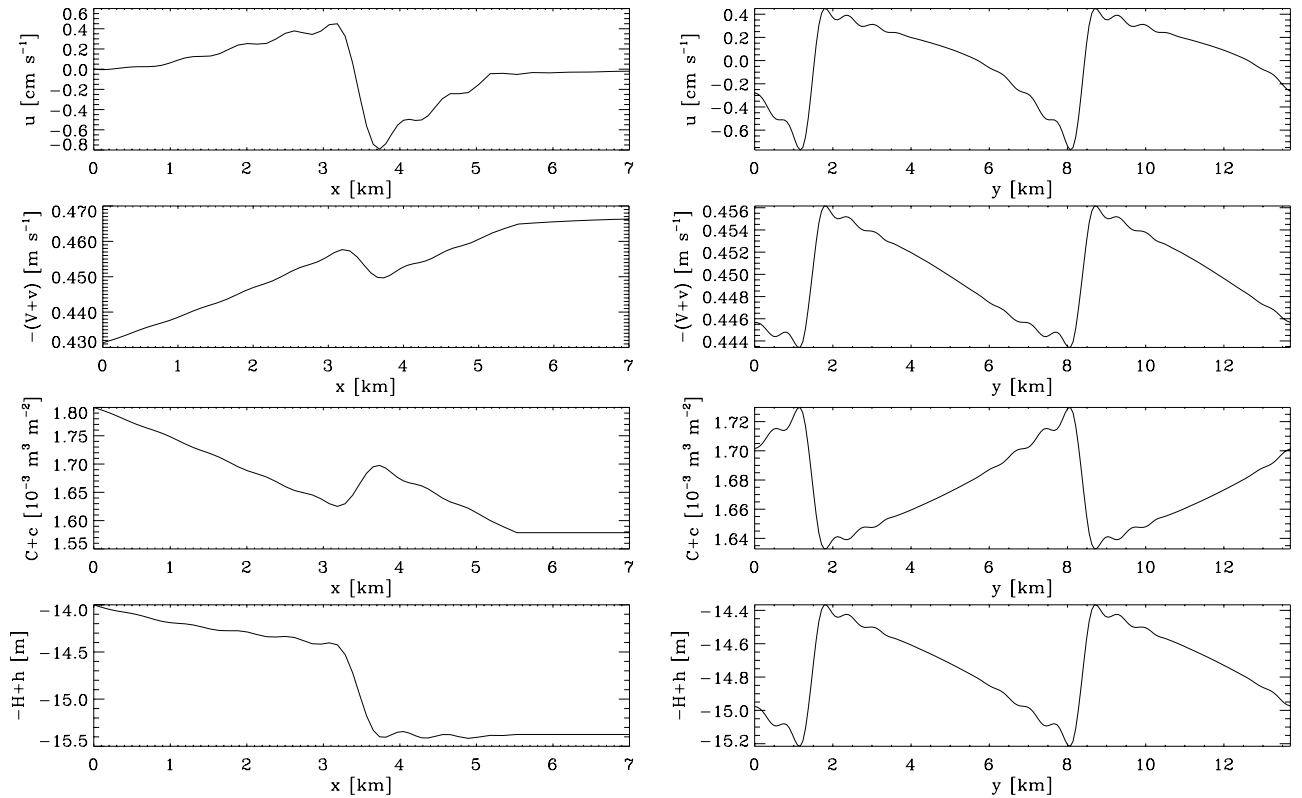 0.6
0.4
0.2
0.0
−0.2
−0.4
−0.6
−0.8
u [cm s⁻¹]
0 1 2 3 4 5 6 7
x [km]
0.4
0.2
0.0
−0.2
−0.4
−0.6
u [cm s⁻¹]
0 2 4 6 8 10 12
y [km]
0.470
0.460
0.450
0.440
0.430
−(V+v) [m s⁻¹]
0 1 2 3 4 5 6 7
x [km]
0.456
0.454
0.452
0.450
0.448
0.446
0.444
−(V+v) [m s⁻¹]
0 2 4 6 8 10 12
y [km]
1.80
1.75
1.70
1.65
1.60
1.55
C+c [10⁻³ m³ m⁻²]
0 1 2 3 4 5 6 7
x [km]
1.72
1.70
1.68
1.66
1.64
C+c [10⁻³ m³ m⁻²]
0 2 4 6 8 10 12
y [km]
−14.0
−14.5
−15.0
−15.5
−H+h [m]
0 1 2 3 4 5 6 7
x [km]
−14.4
−14.6
−14.8
−15.0
−15.2
−H+h [m]
0 2 4 6 8 10 12
y [km]